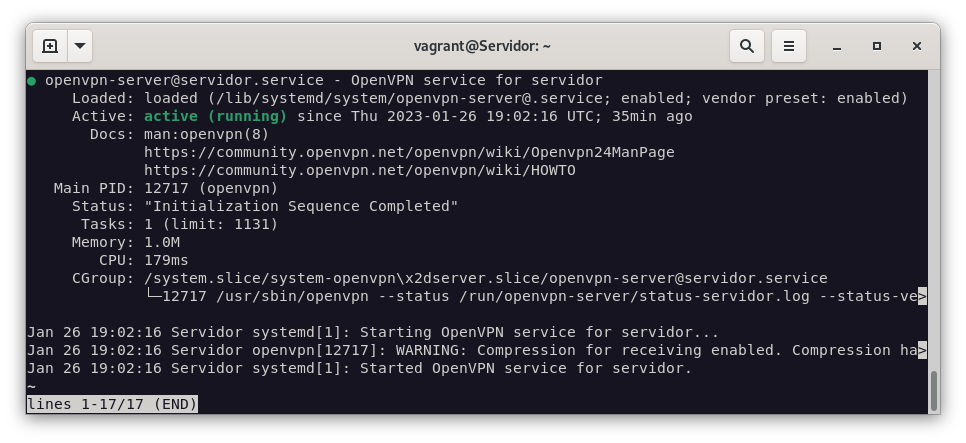 vagrant@Servidor: ~
● openvpn-server@servidor.service - OpenVPN service for servidor
     Loaded: loaded (/lib/systemd/system/openvpn-server@.service; enabled; vendor preset: enabled)
     Active: active (running) since Thu 2023-01-26 19:02:16 UTC; 35min ago
       Docs: man:openvpn(8)
             https://community.openvpn.net/openvpn/wiki/Openvpn24ManPage
             https://community.openvpn.net/openvpn/wiki/HOWTO
   Main PID: 12717 (openvpn)
     Status: "Initialization Sequence Completed"
      Tasks: 1 (limit: 1131)
     Memory: 1.0M
        CPU: 179ms
     CGroup: /system.slice/system-openvpn\x2dserver.slice/openvpn-server@servidor.service
             └─12717 /usr/sbin/openvpn --status /run/openvpn-server/status-servidor.log --status-ve>
Jan 26 19:02:16 Servidor systemd[1]: Starting OpenVPN service for servidor...
Jan 26 19:02:16 Servidor openvpn[12717]: WARNING: Compression for receiving enabled. Compression ha>
Jan 26 19:02:16 Servidor systemd[1]: Started OpenVPN service for servidor.
~
lines 1-17/17 (END)